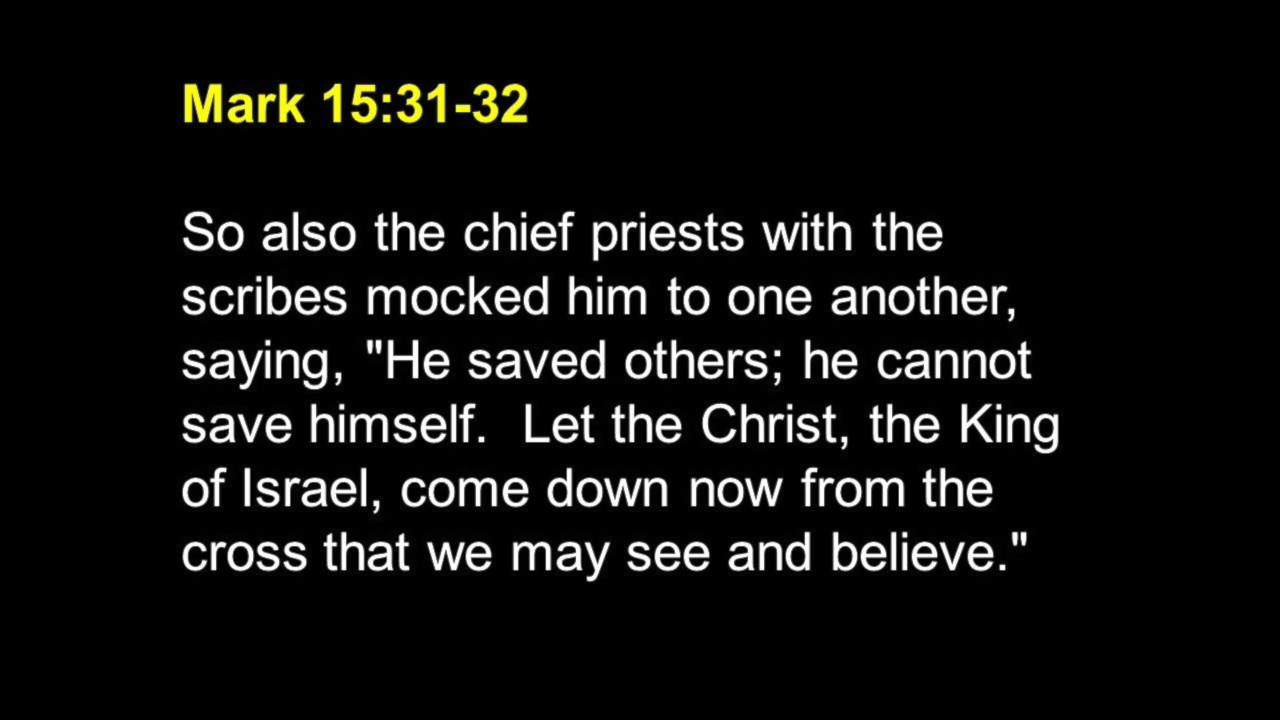 Mark 15:31-32
So also the chief priests with the
scribes mocked him to one another,
saying, "He saved others; he cannot
save himself.  Let the Christ, the King
of Israel, come down now from the
cross that we may see and believe."